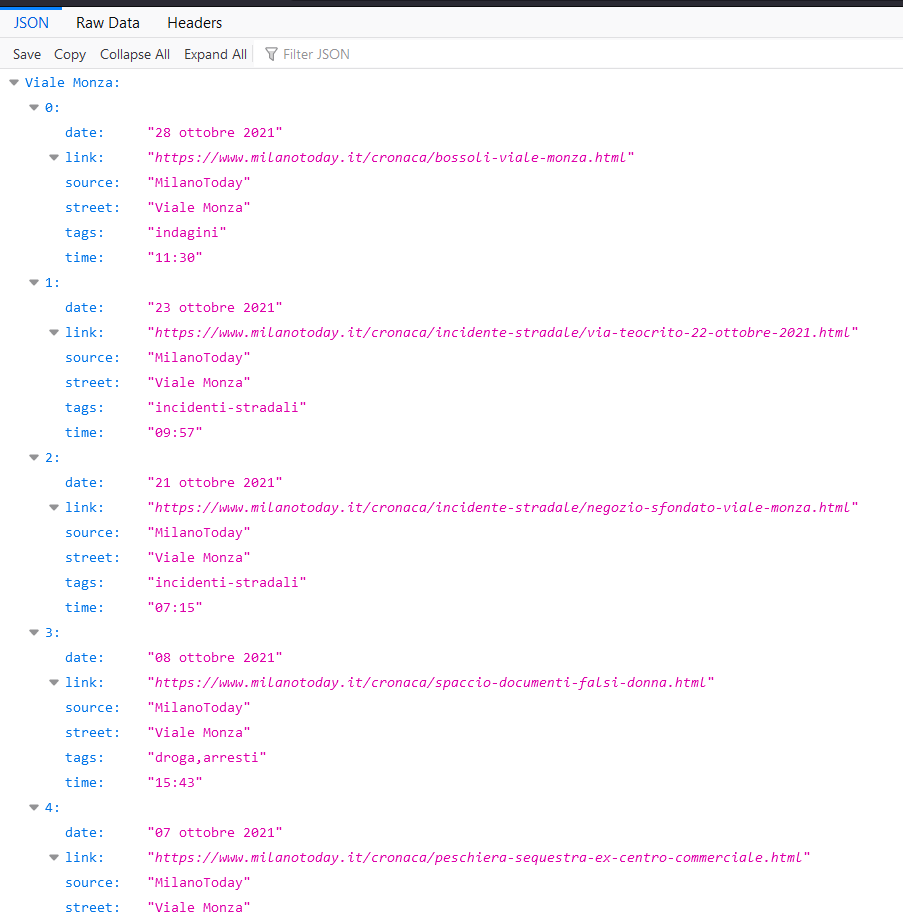 JSON Raw Data Headers
Save Copy Collapse All Expand All Filter JSON
Viale Monza:
0:
date: "28 ottobre 2021"
link: "https://www.milanotoday.it/cronaca/bossoli-viale-monza.html"
source: "MilanoToday"
street: "Viale Monza"
tags: "indagini"
time: "11:30"
1:
date: "23 ottobre 2021"
link: "https://www.milanotoday.it/cronaca/incidente-stradale/via-teocrito-22-ottobre-2021.html"
source: "MilanoToday"
street: "Viale Monza"
tags: "incidenti-stradali"
time: "09:57"
2:
date: "21 ottobre 2021"
link: "https://www.milanotoday.it/cronaca/incidente-stradale/negozio-sfondato-viale-monza.html"
source: "MilanoToday"
street: "Viale Monza"
tags: "incidenti-stradali"
time: "07:15"
3:
date: "08 ottobre 2021"
link: "https://www.milanotoday.it/cronaca/spaccio-documenti-falsi-donna.html"
source: "MilanoToday"
street: "Viale Monza"
tags: "droga,arresti"
time: "15:43"
4:
date: "07 ottobre 2021"
link: "https://www.milanotoday.it/cronaca/peschiera-sequestra-ex-centro-commerciale.html"
source: "MilanoToday"
street: "Viale Monza"